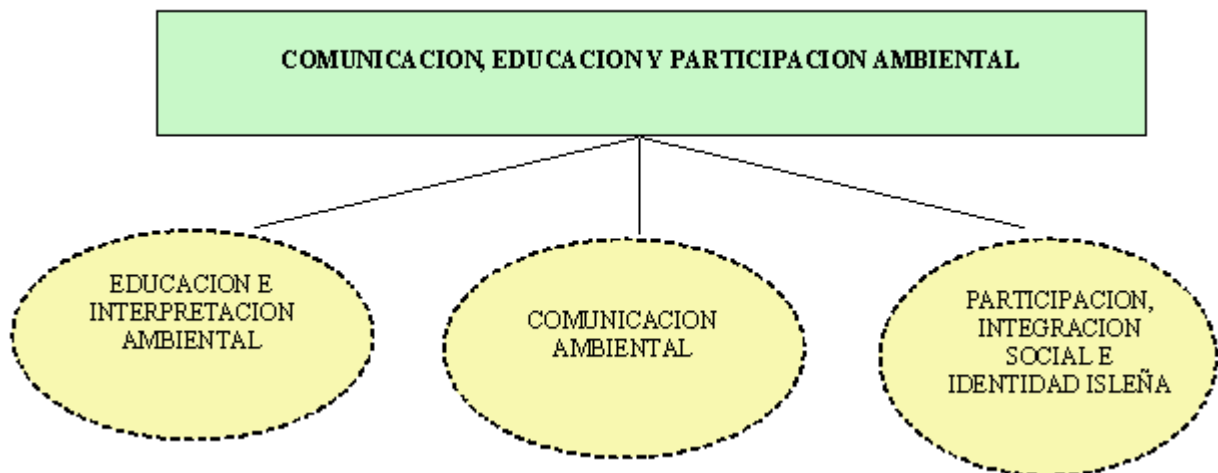 COMUNICACION, EDUCACION Y PARTICIPACION AMBIENTAL
EDUCACION E
INTERPRETACION
AMBIENTAL
COMUNICACION
AMBIENTAL
PARTICIPACION,
INTEGRACION
SOCIAL E
IDENTIDAD ISLEÑA